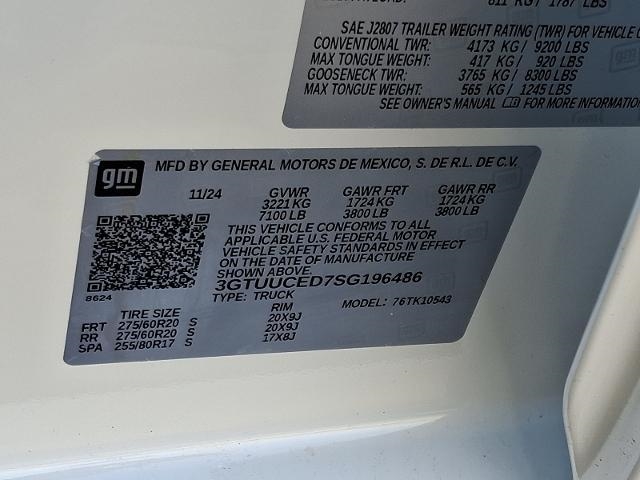 811 KG / 1787 LBS
SAE J2807 TRAILER WEIGHT RATING (TWR) FOR VEHICLE
CONVENTIONAL TWR: 4173 KG / 9200 LBS
MAX TONGUE WEIGHT: 417 KG / 920 LBS
GOOSENECK TWR: 3765 KG / 8300 LBS
MAX TONGUE WEIGHT: 565 KG / 1245 LBS
SEE OWNER'S MANUAL FOR MORE INFORMATION
gm MFD BY GENERAL MOTORS DE MEXICO, S. DE R.L. DE C.V.
11/24 GVWR GAWR FRT GAWR RR
3221 KG 1724 KG 1724 KG
7100 LB 3800 LB 3800 LB
THIS VEHICLE CONFORMS TO ALL
APPLICABLE U.S. FEDERAL MOTOR
VEHICLE SAFETY STANDARDS IN EFFECT
ON THE DATE OF MANUFACTURE
SHOWN ABOVE.
3GTUUCED7SG196486
8624
TYPE: TRUCK MODEL: 76TK10543
TIRE SIZE RIM
FRT 275/60R20 S 20X9J
RR 275/60R20 S 20X9J
SPA 255/80R17 S 17X8J